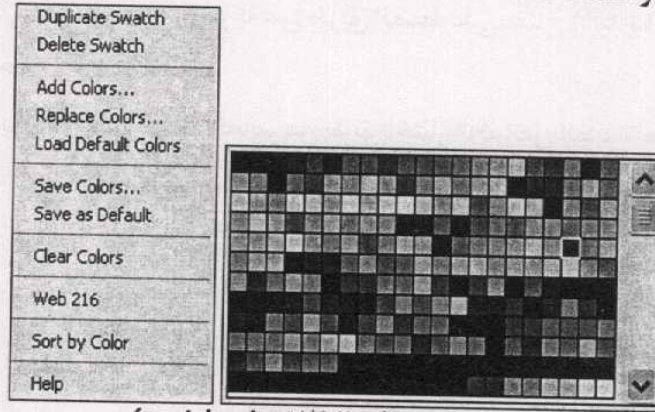 Duplicate Swatch
Delete Swatch
Add Colors...
Replace Colors...
Load Default Colors
Save Colors...
Save as Default
Clear Colors
Web 216
Sort by Color
Help